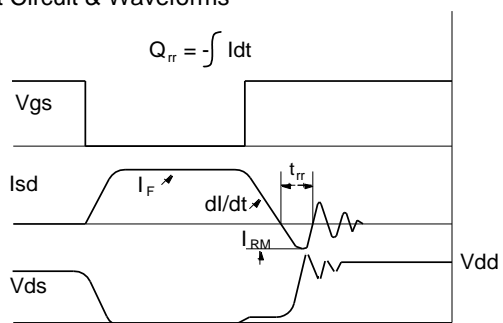 Circuit & Waveforms
Qrr = -∫ Idt
Vgs
Isd
IF
dI/dt
trr
IRM
Vds
Vdd